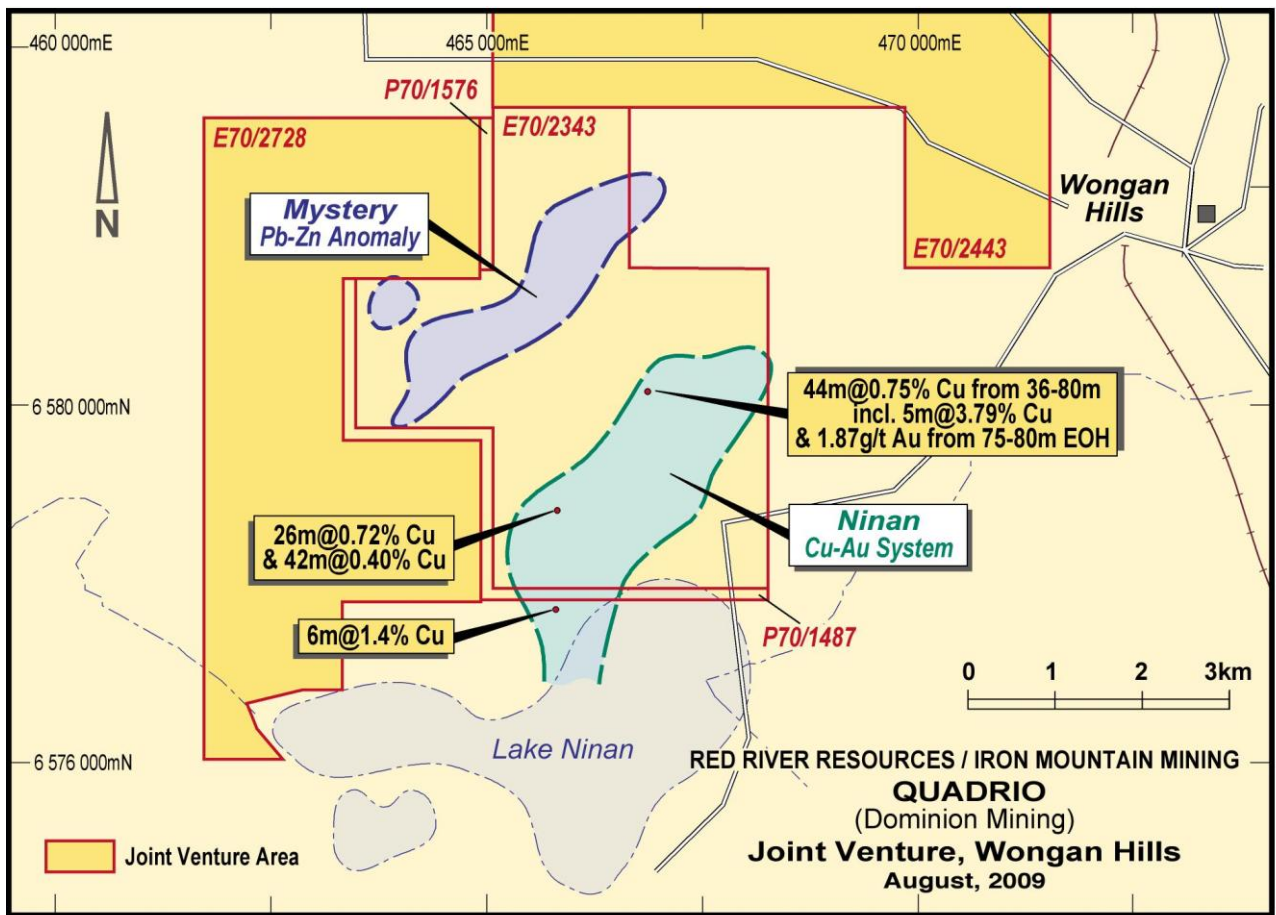 460 000mE
465 000mE
470 000mE
P70/1576
E70/2728
E70/2343
Wongan
Hills
Mystery
Pb-Zn Anomaly
N
E70/2443
44m@0.75% Cu from 36-80m
incl. 5m@3.79% Cu
& 1.87g/t Au from 75-80m EOH
6 580 000mN
26m@0.72% Cu
& 42m@0.40% Cu
Ninan
Cu-Au System
6m@1.4% Cu
P70/1487
0 1 2 3km
Lake Ninan
6 576 000mN
RED RIVER RESOURCES / IRON MOUNTAIN MINING
QUADRIO
(Dominion Mining)
Joint Venture, Wongan Hills
August, 2009
Joint Venture Area